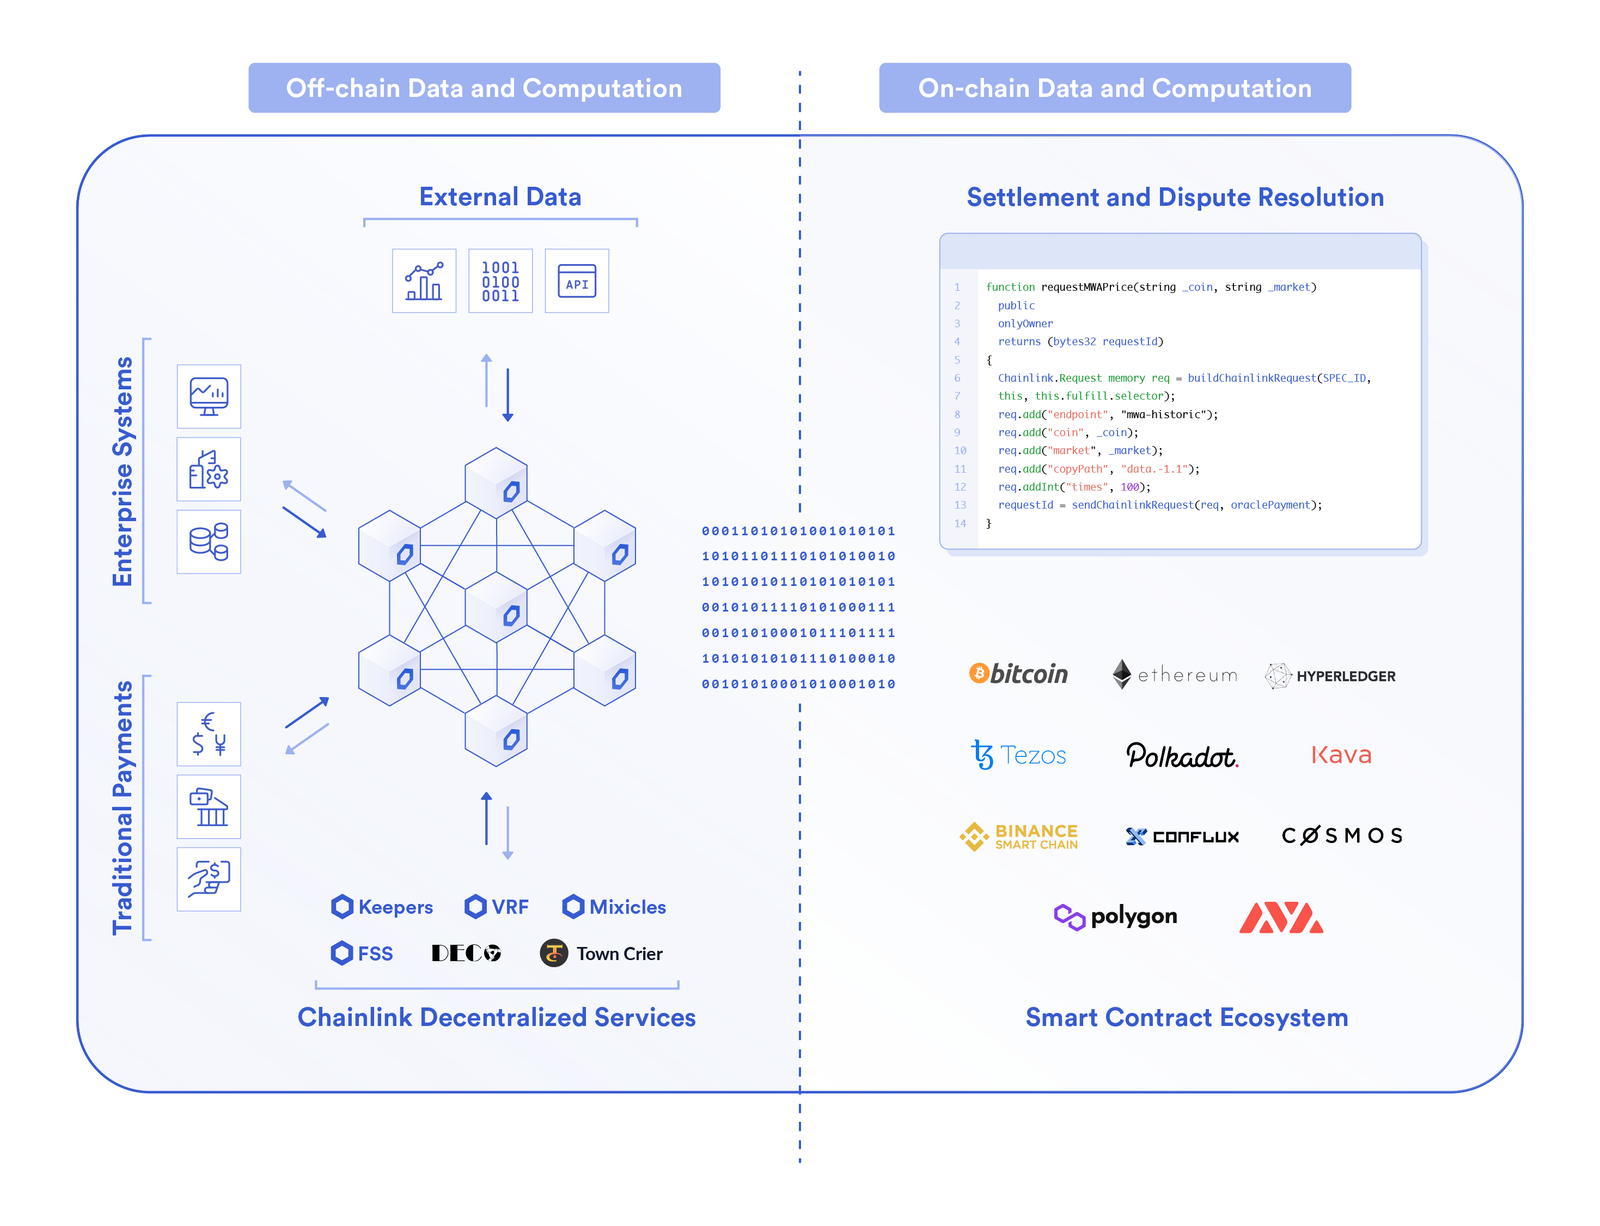 Off-chain Data and Computation
On-chain Data and Computation
External Data
1001
0100
0011
API
Enterprise Systems
Traditional Payments
€
$ ¥
$
Keepers
VRF
Mixicles
FSS
DECO
Town Crier
Chainlink Decentralized Services
00011010101001010101
10101101110101010010
10101010110101010101
00101011110101000111
00101010001011101111
10101010101110100010
00101010001010001010
Settlement and Dispute Resolution
1 function requestMWAPrice(string _coin, string _market)
2 public
3 onlyOwner
4 returns (bytes32 requestId)
5 {
6 Chainlink.Request memory req = buildChainlinkRequest(SPEC_ID,
7 this, this.fulfill.selector);
8 req.add("endpoint", "mwa-historic");
9 req.add("coin", _coin);
10 req.add("market", _market);
11 req.add("copyPath", "data.-1.1");
12 req.addInt("times", 100);
13 requestId = sendChainlinkRequest(req, oraclePayment);
14 }
bitcoin
ethereum
HYPERLEDGER
Tezos
Polkadot.
Kava
BINANCE
SMART CHAIN
CONFLUX
COSMOS
polygon
AVA
Smart Contract Ecosystem